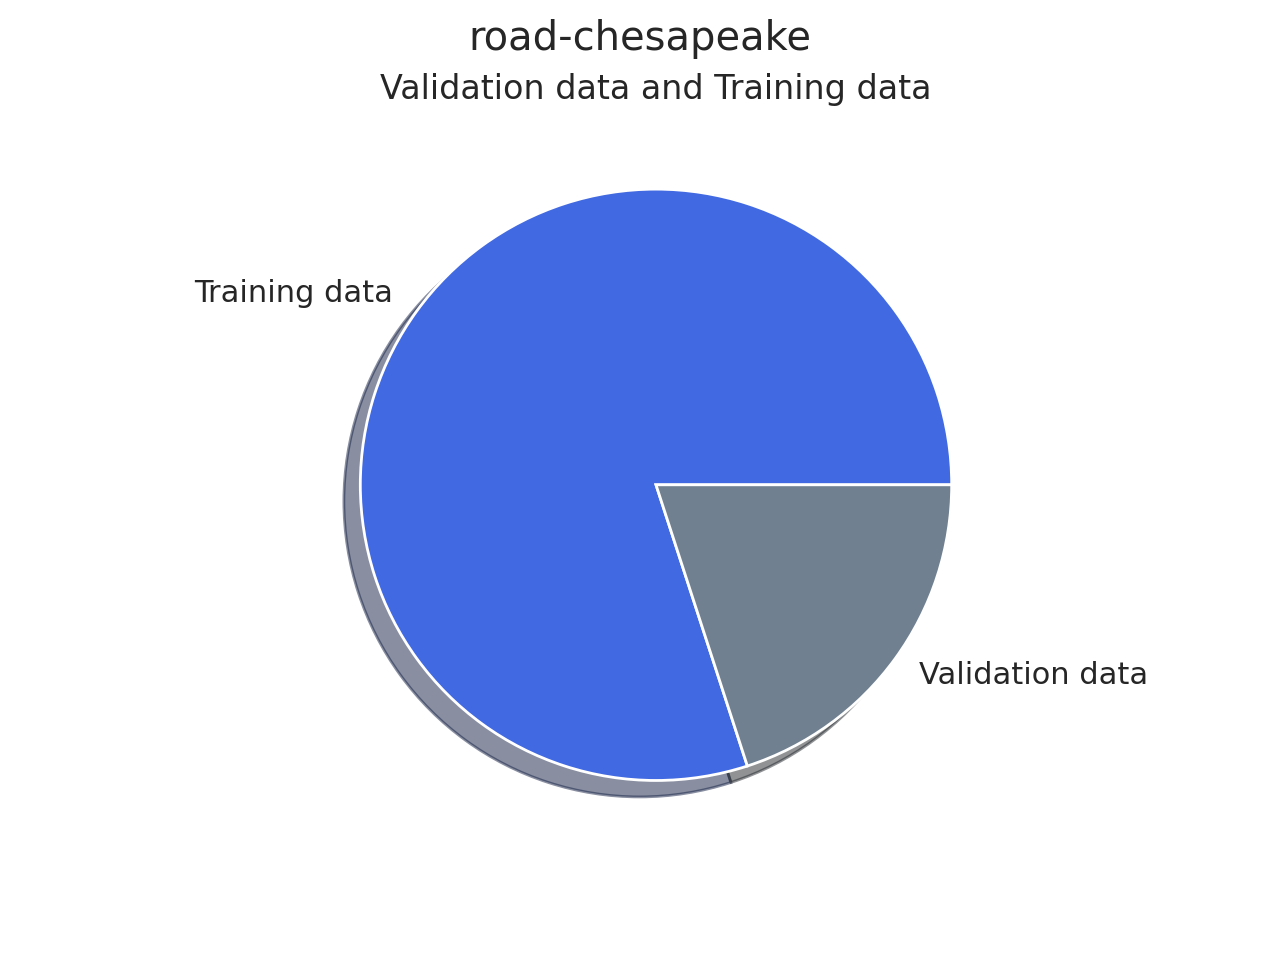 road-chesapeake
Validation data and Training data
Training data
Validation data